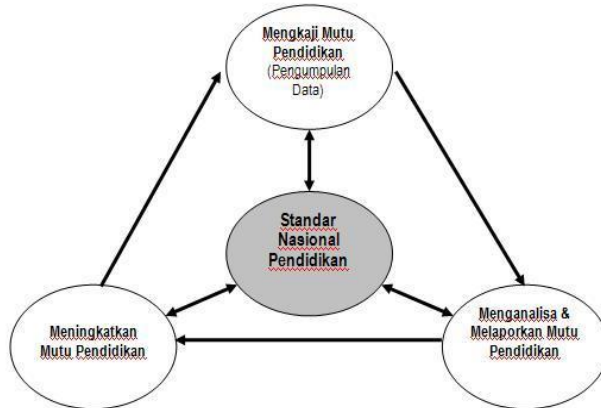 Mengkaji Mutu
Pendidikan
(Pengumpulan
Data)
Standar
Nasional
Pendidikan
Meningkatkan
Mutu Pendidikan
Menganalisa &
Melaporkan Mutu
Pendidikan